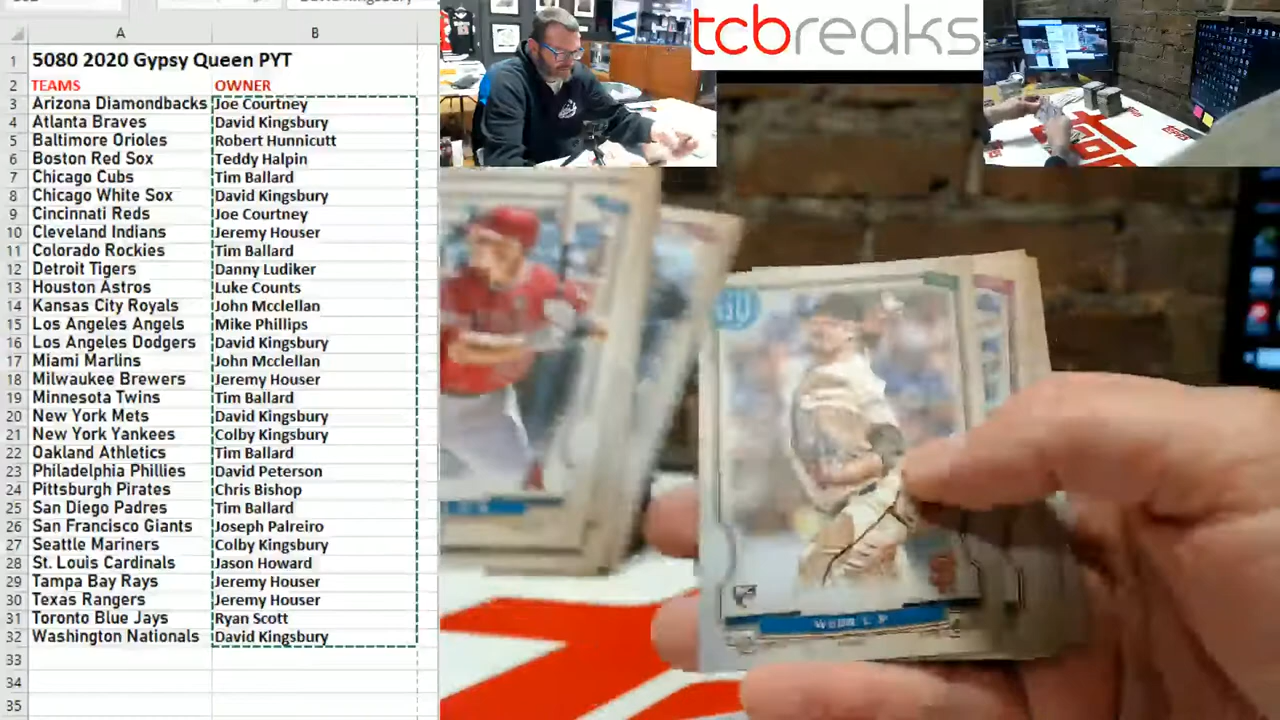 A B
1 5080 2020 Gypsy Queen PYT
2 TEAMS OWNER
3 Arizona Diamondbacks Joe Courtney
4 Atlanta Braves David Kingsbury
5 Baltimore Orioles Robert Hunnicutt
6 Boston Red Sox Teddy Halpin
7 Chicago Cubs Tim Ballard
8 Chicago White Sox David Kingsbury
9 Cincinnati Reds Joe Courtney
10 Cleveland Indians Jeremy Houser
11 Colorado Rockies Tim Ballard
12 Detroit Tigers Danny Ludiker
13 Houston Astros Luke Counts
14 Kansas City Royals John Mcclellan
15 Los Angeles Angels Mike Phillips
16 Los Angeles Dodgers David Kingsbury
17 Miami Marlins John Mcclellan
18 Milwaukee Brewers Jeremy Houser
19 Minnesota Twins Tim Ballard
20 New York Mets David Kingsbury
21 New York Yankees Colby Kingsbury
22 Oakland Athletics Tim Ballard
23 Philadelphia Phillies David Peterson
24 Pittsburgh Pirates Chris Bishop
25 San Diego Padres Tim Ballard
26 San Francisco Giants Joseph Palreiro
27 Seattle Mariners Colby Kingsbury
28 St. Louis Cardinals Jason Howard
29 Tampa Bay Rays Jeremy Houser
30 Texas Rangers Jeremy Houser
31 Toronto Blue Jays Ryan Scott
32 Washington Nationals David Kingsbury
33
34
35
tcbreaks
GQ